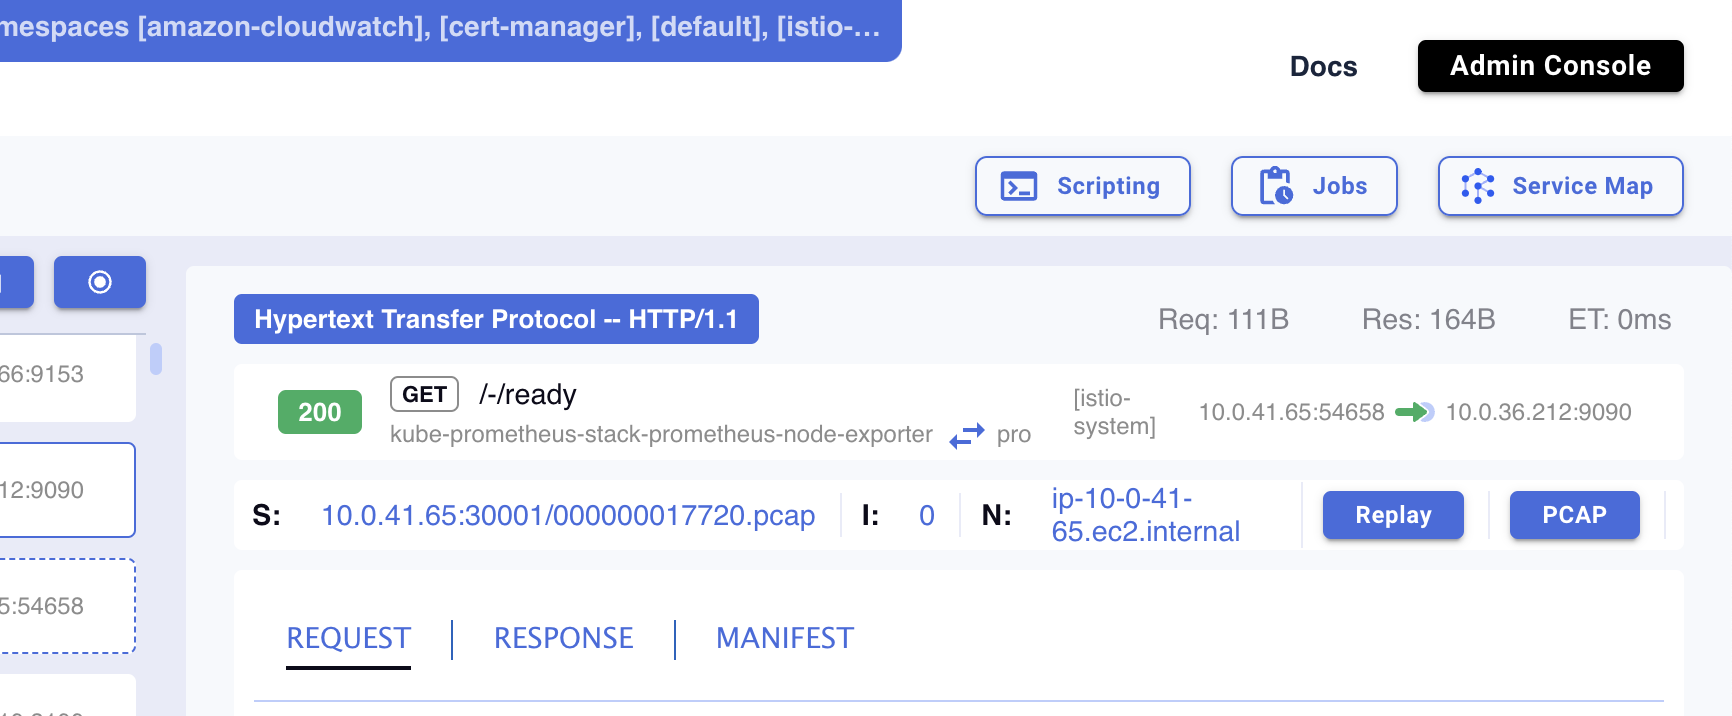 mespaces [amazon-cloudwatch], [cert-manager], [default], [istio-...
Docs
Admin Console
Scripting
Jobs
Service Map
66:9153
12:9090
5:54658
Hypertext Transfer Protocol -- HTTP/1.1
Req: 111B
Res: 164B
ET: 0ms
200
GET
/-/ready
kube-prometheus-stack-prometheus-node-exporter
pro
[istio-
system]
10.0.41.65:54658
10.0.36.212:9090
S:
10.0.41.65:30001/000000017720.pcap
I:
0
N:
ip-10-0-41-
65.ec2.internal
Replay
PCAP
REQUEST
RESPONSE
MANIFEST